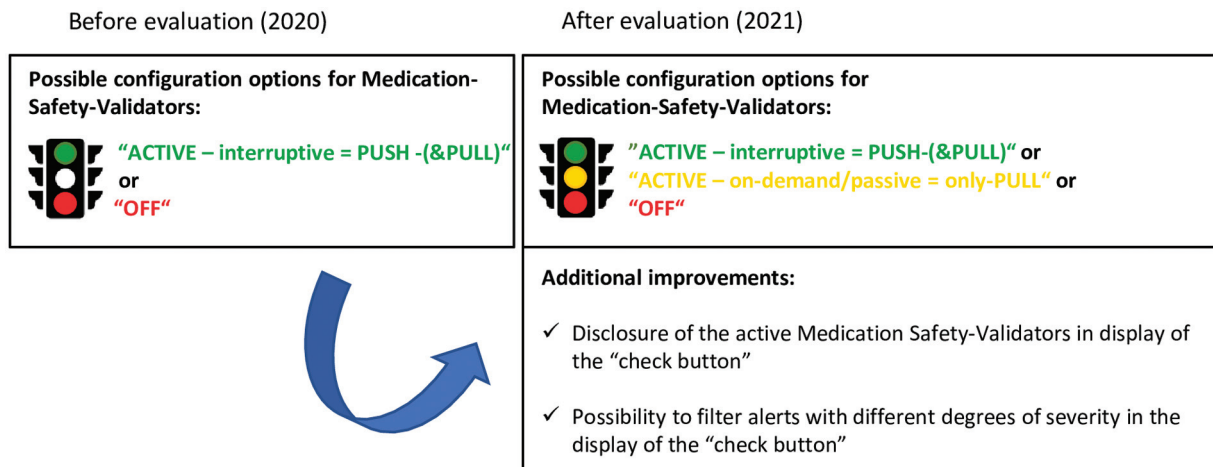 Before evaluation (2020)
Possible configuration options for Medication-
Safety-Validators:
“ACTIVE – interruptive = PUSH -(&PULL)“
or
“OFF“
After evaluation (2021)
Possible configuration options for
Medication-Safety-Validators:
”ACTIVE – interruptive = PUSH-(&PULL)“ or
“ACTIVE – on-demand/passive = only-PULL“ or
“OFF“
Additional improvements:
✓ Disclosure of the active Medication Safety-Validators in display of
the “check button”
✓ Possibility to filter alerts with different degrees of severity in the
display of the “check button”